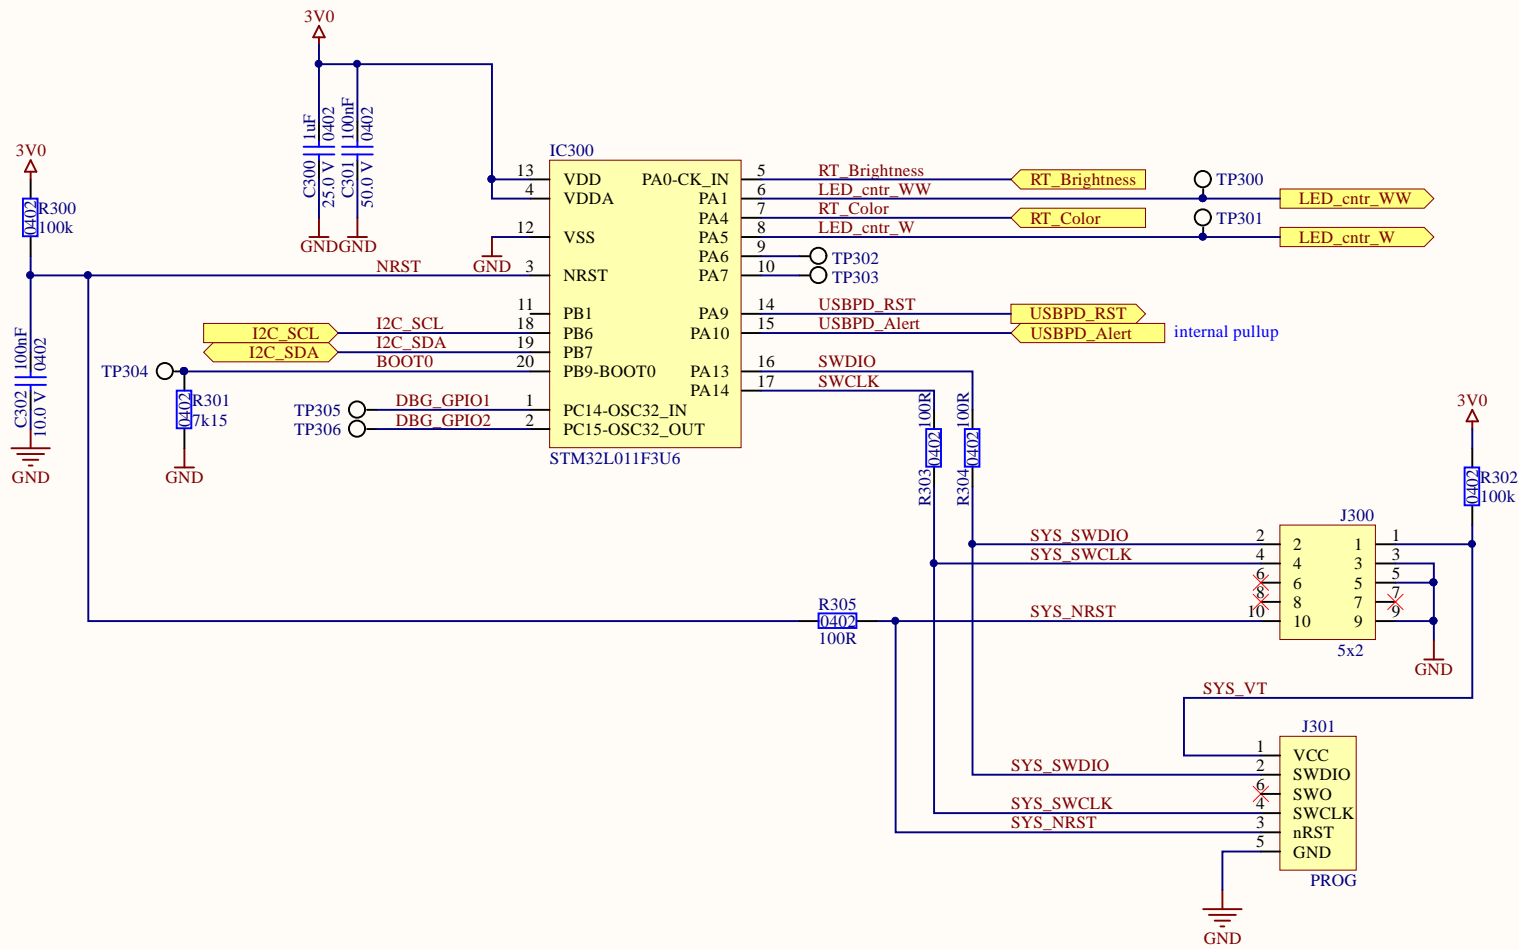 3V0
C300 1uF
25.0 V 0402
C301 100nF
50.0 V 0402
GND
GND
3V0
R300
0402
100k
IC300
13 VDD
4 VDDA
12 VSS
GND
NRST 3 NRST
11 PB1
I2C_SCL I2C_SCL 18 PB6
I2C_SDA I2C_SDA 19 PB7
TP304 BOOT0 20 PB9-BOOT0
TP305 DBG_GPIO1 1 PC14-OSC32_IN
TP306 DBG_GPIO2 2 PC15-OSC32_OUT
STM32L011F3U6
C302 100nF
10.0 V 0402
GND
R301
0402
7k15
GND
PA0-CK_IN 5 RT_Brightness RT_Brightness
TP300
PA1 6 LED_cntr_WW LED_cntr_WW
PA4 7 RT_Color RT_Color
TP301
PA5 8 LED_cntr_W LED_cntr_W
PA6 9 TP302
PA7 10 TP303
PA9 14 USBPD_RST USBPD_RST
PA10 15 USBPD_Alert USBPD_Alert internal pullup
PA13 16 SWDIO
PA14 17 SWCLK
R303 0402 100R
R304 0402 100R
3V0
R302
0402
100k
J300
SYS_SWDIO 2 2 1 1
SYS_SWCLK 4 4 3 3
6 6 5 5
8 8 7 7
SYS_NRST 10 10 9 9
5x2
GND
R305
0402
100R
SYS_VT
J301
1 VCC
SYS_SWDIO 2 SWDIO
6 SWO
SYS_SWCLK 4 SWCLK
SYS_NRST 3 nRST
5 GND
PROG
GND